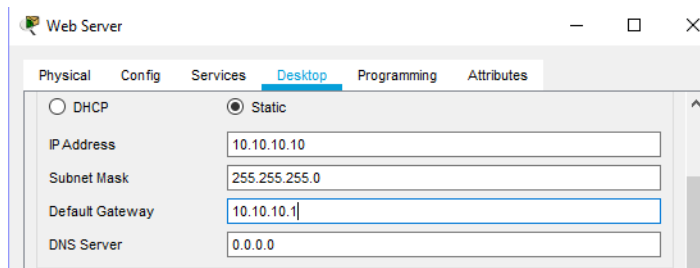 Web Server
Physical Config Services Desktop Programming Attributes
DHCP Static
IP Address 10.10.10.10
Subnet Mask 255.255.255.0
Default Gateway 10.10.10.1
DNS Server 0.0.0.0